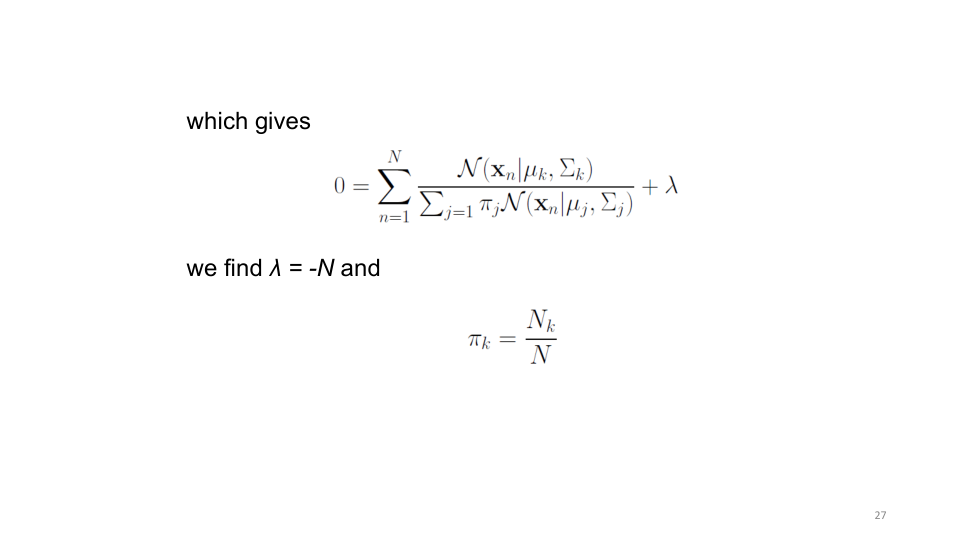 which gives
0 = \sum_{n=1}^{N} \frac{\mathcal{N}(\mathbf{x}_n|\mu_k, \Sigma_k)}{\sum_{j=1} \pi_j \mathcal{N}(\mathbf{x}_n|\mu_j, \Sigma_j)} + \lambda
we find λ = -N and
\pi_k = \frac{N_k}{N}
27